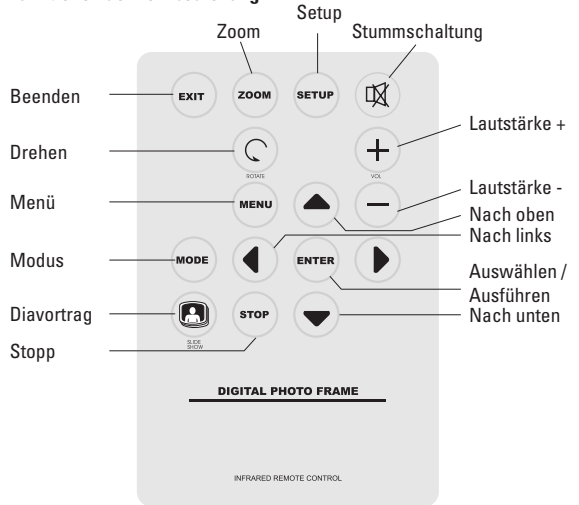 Setup
Zoom
Stummschaltung
Beenden
EXIT
ZOOM
SETUP
Drehen
ROTATE
VOL
Lautstärke +
Menü
MENU
Lautstärke -
Nach oben
Nach links
Modus
MODE
ENTER
Auswählen /
Ausführen
Diavortrag
SLIDE
SHOW
STOP
Nach unten
Stopp
DIGITAL PHOTO FRAME
INFRARED REMOTE CONTROL